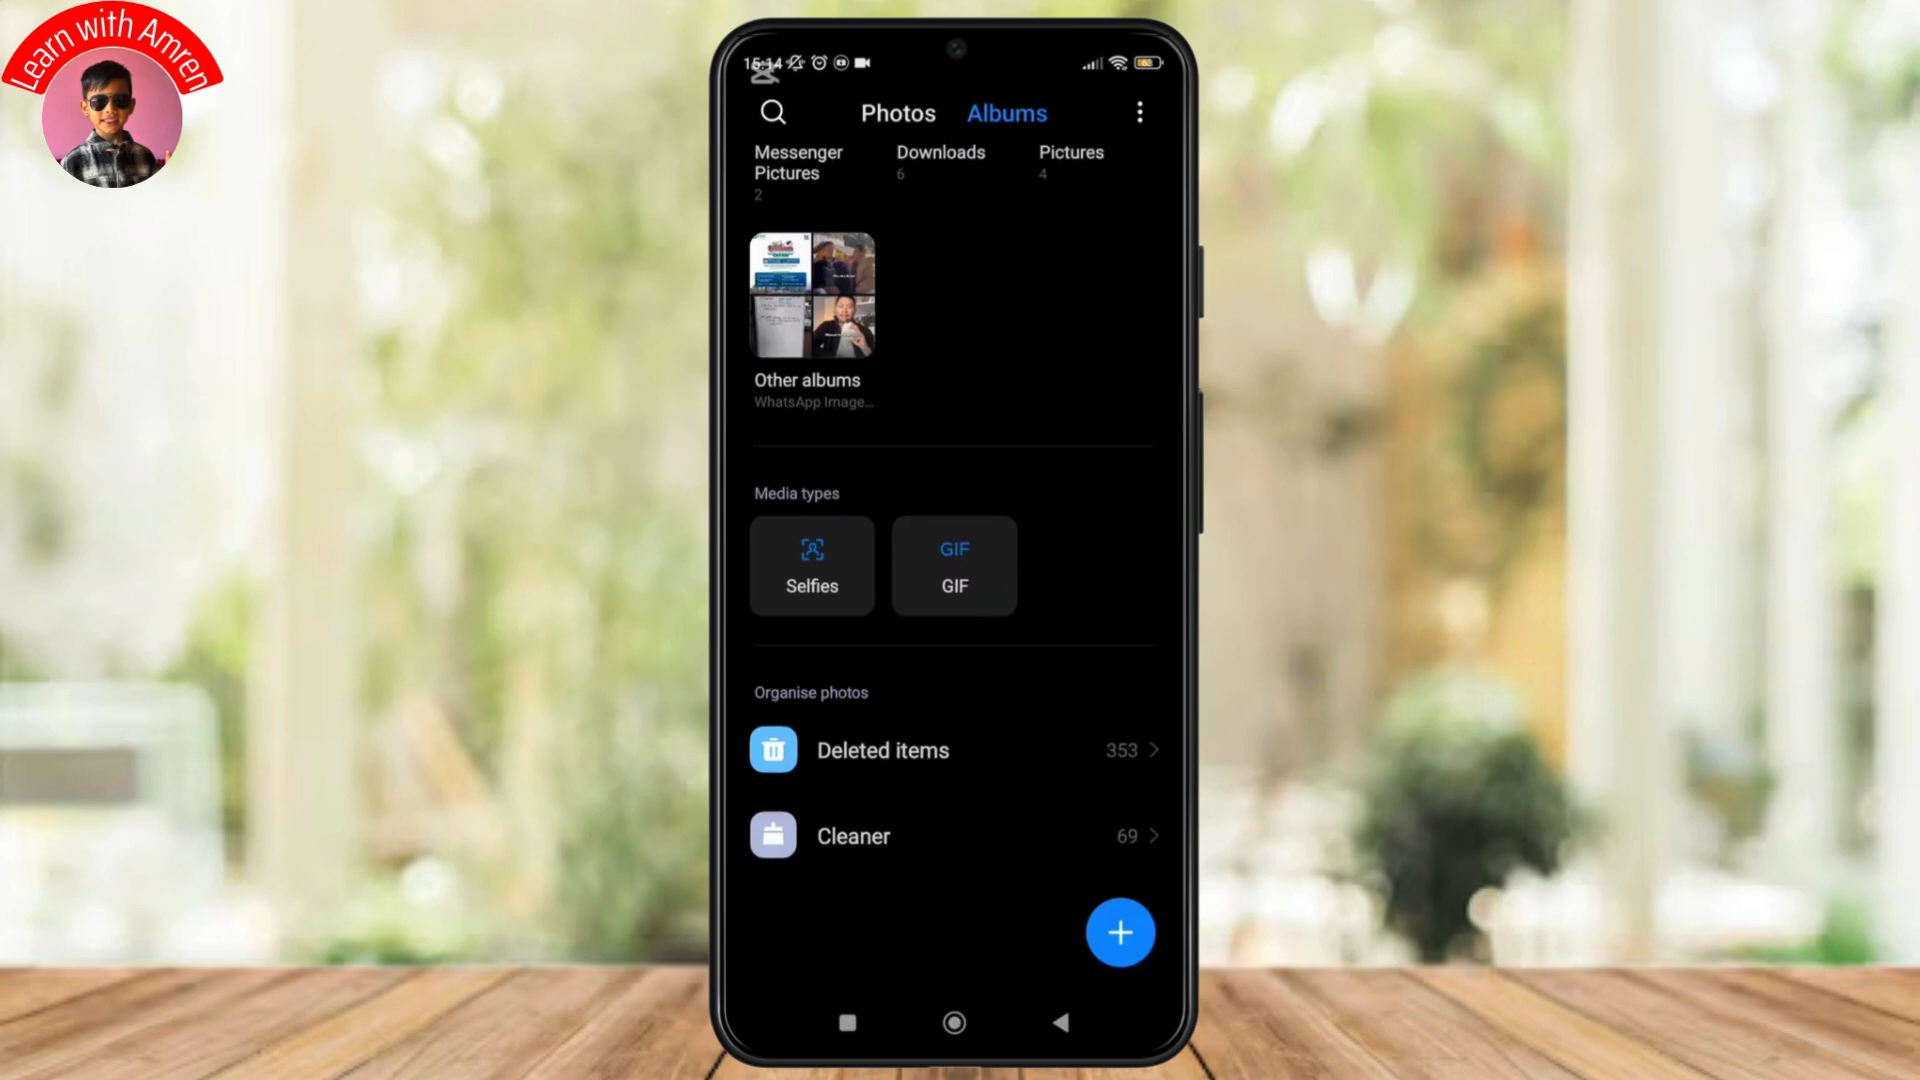 Learn with Amren
15:14
62
Photos Albums
Messenger Pictures
2
Downloads
6
Pictures
4
Other albums
WhatsApp Image...
Media types
Selfies
GIF
GIF
Organise photos
Deleted items 353
Cleaner 69